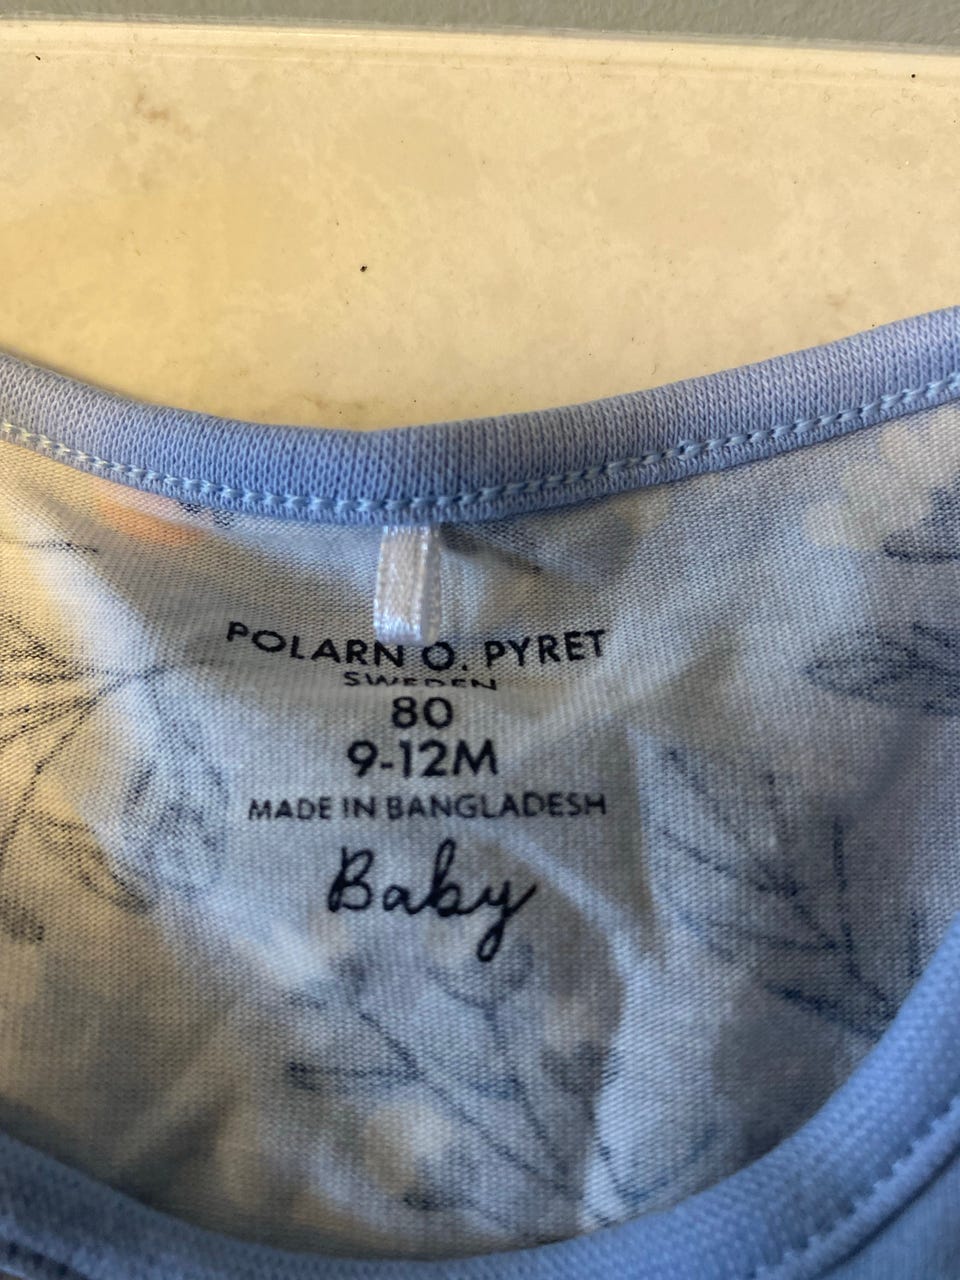 POLARN O. PYRET
SWEDEN
80
9-12M
MADE IN BANGLADESH
Baby